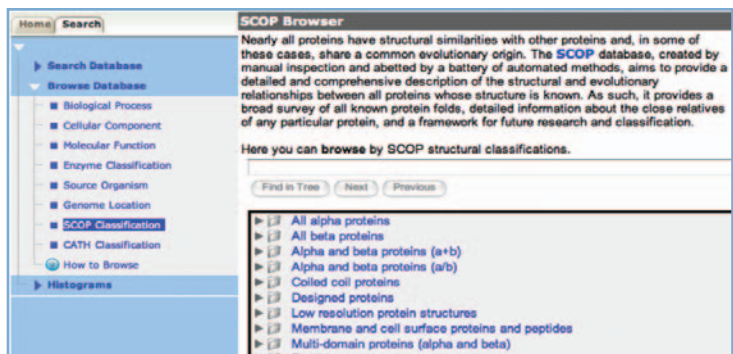 Home Search
Search Database
Browse Database
Biological Process
Cellular Component
Molecular Function
Enzyme Classification
Source Organism
Genome Location
SCOP Classification
CATH Classification
How to Browse
Histograms
SCOP Browser
Nearly all proteins have structural similarities with other proteins and, in some of
these cases, share a common evolutionary origin. The SCOP database, created by
manual inspection and abetted by a battery of automated methods, aims to provide a
detailed and comprehensive description of the structural and evolutionary
relationships between all proteins whose structure is known. As such, it provides a
broad survey of all known protein folds, detailed information about the close relatives
of any particular protein, and a framework for future research and classification.
Here you can browse by SCOP structural classifications.
Find in Tree Next Previous
All alpha proteins
All beta proteins
Alpha and beta proteins (a+b)
Alpha and beta proteins (a/b)
Coiled coil proteins
Designed proteins
Low resolution protein structures
Membrane and cell surface proteins and peptides
Multi-domain proteins (alpha and beta)